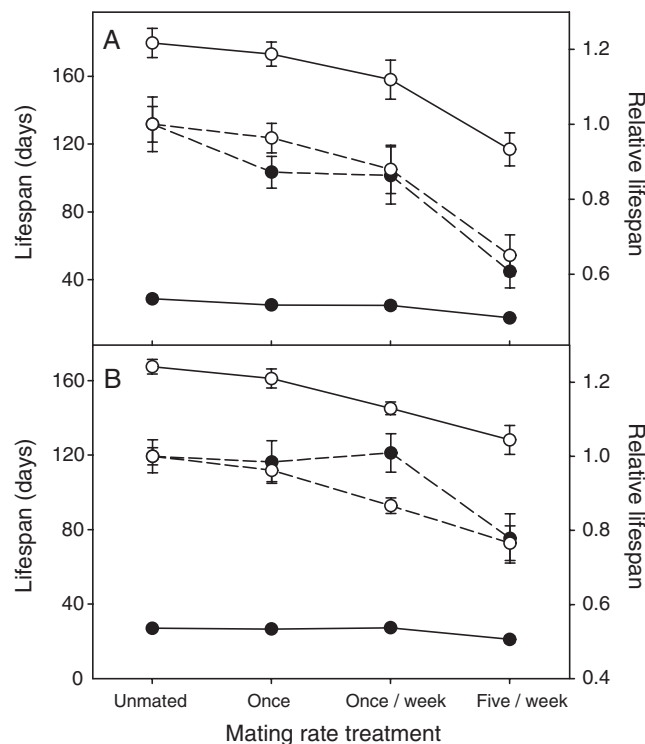 A
160
120
80
40
Lifespan (days)
1.2
1.0
0.8
0.6
Relative lifespan
B
160
120
80
40
0
Lifespan (days)
1.2
1.0
0.8
0.6
0.4
Relative lifespan
Unmated Once Once / week Five / week
Mating rate treatment